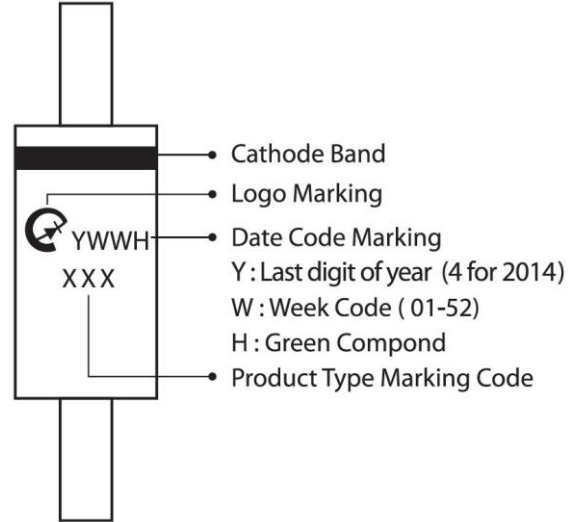 Cathode Band
Logo Marking
YWWH
Date Code Marking
XXX
Y : Last digit of year (4 for 2014)
W : Week Code ( 01-52)
H : Green Compond
Product Type Marking Code